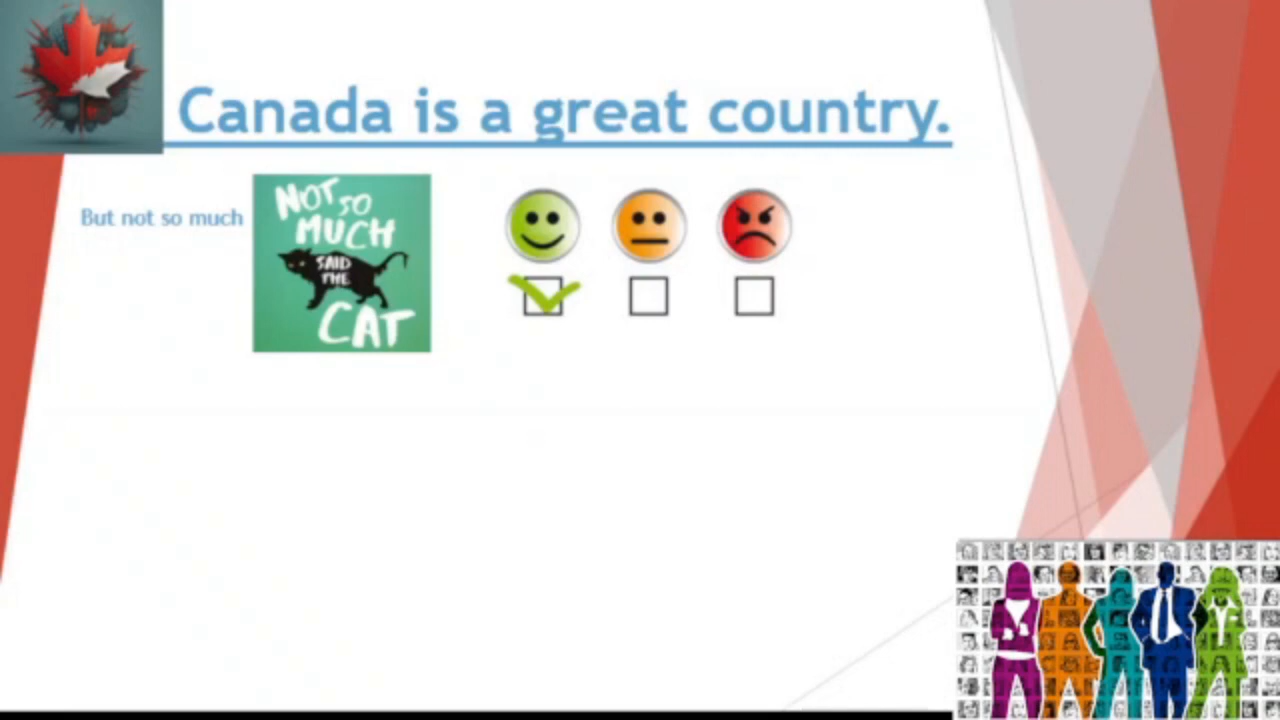 Canada is a great country.
But not so much
NOT SO
MUCH
SAID
THE
CAT